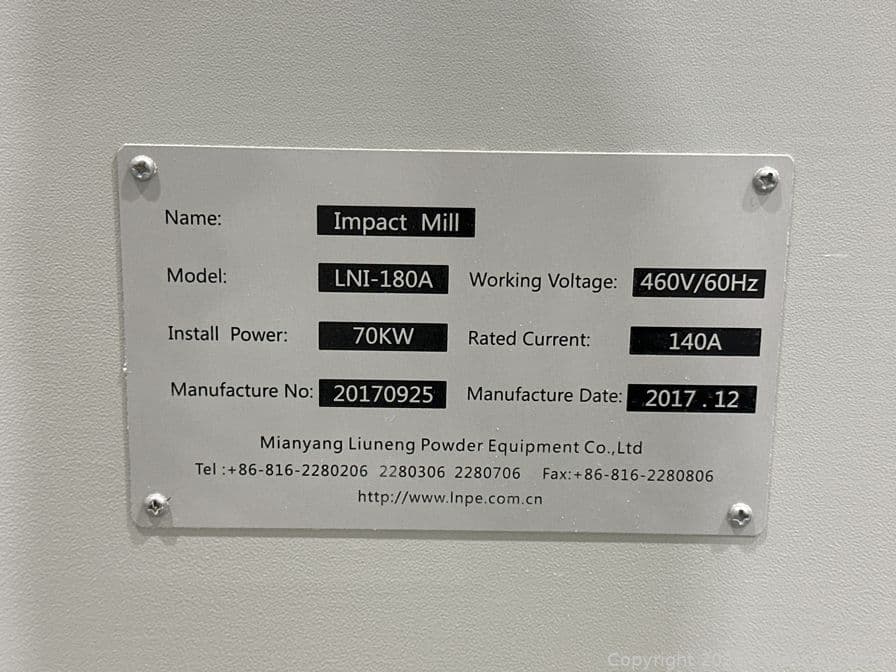 Name: Impact Mill
Model: LNI-180A Working Voltage: 460V/60Hz
Install Power: 70KW Rated Current: 140A
Manufacture No: 20170925 Manufacture Date: 2017.12
Mianyang Liuneng Powder Equipment Co.,Ltd
Tel :+86-816-2280206 2280306 2280706 Fax:+86-816-2280806
http://www.lnpe.com.cn
Copyright